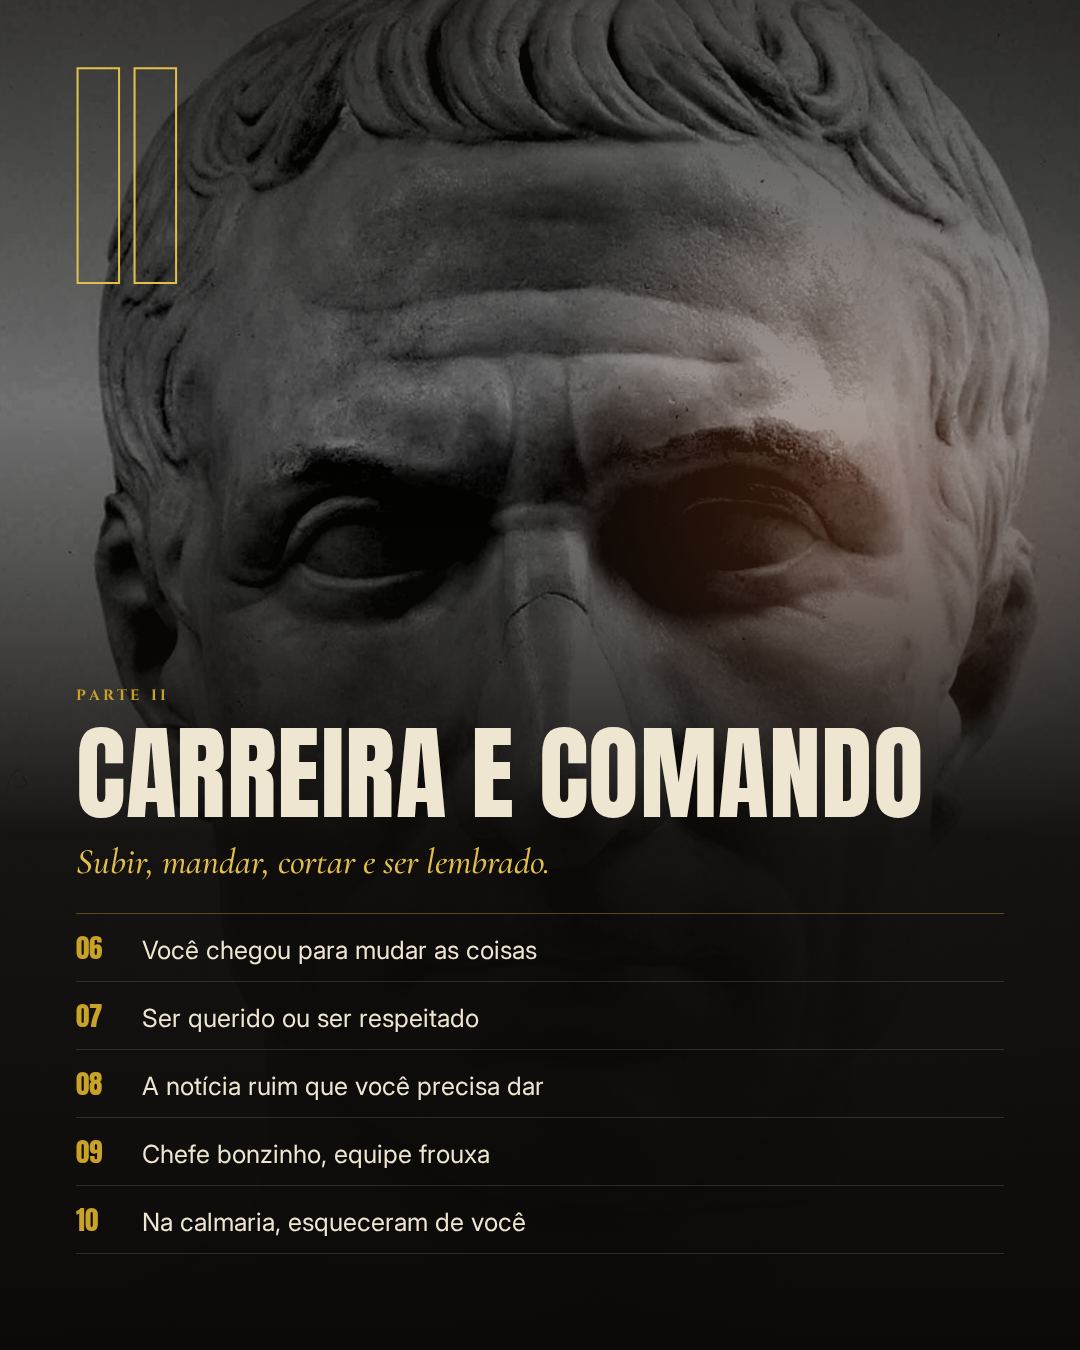 II
PARTE II
CARREIRA E COMANDO
Subir, mandar, cortar e ser lembrado.
06 Você chegou para mudar as coisas
07 Ser querido ou ser respeitado
08 A notícia ruim que você precisa dar
09 Chefe bonzinho, equipe frouxa
10 Na calmaria, esqueceram de você